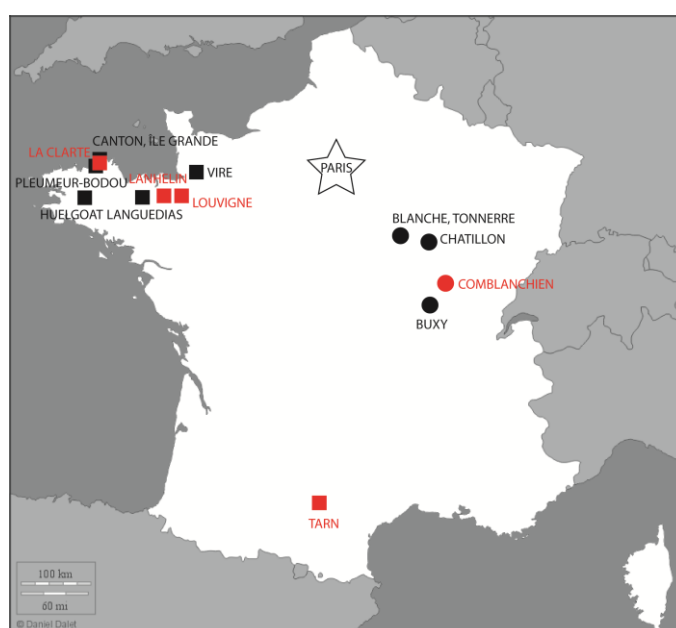 CANTON, ÎLE GRANDE
LA CLARTE
PLEUMEUR-BODOU
LANHELIN
VIRE
HUELGOAT
LANGUEDIAS
LOUVIGNE
PARIS
BLANCHE, TONNERRE
CHATILLON
COMBLANCHIEN
BUXY
TARN
100 km
60 mi
© Daniel Dalet